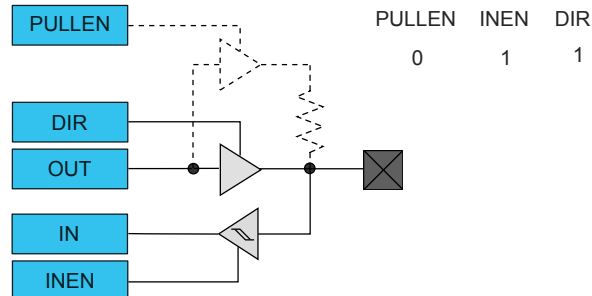 PULLEN
PULLEN INEN DIR
0 1 1
DIR
OUT
IN
INEN